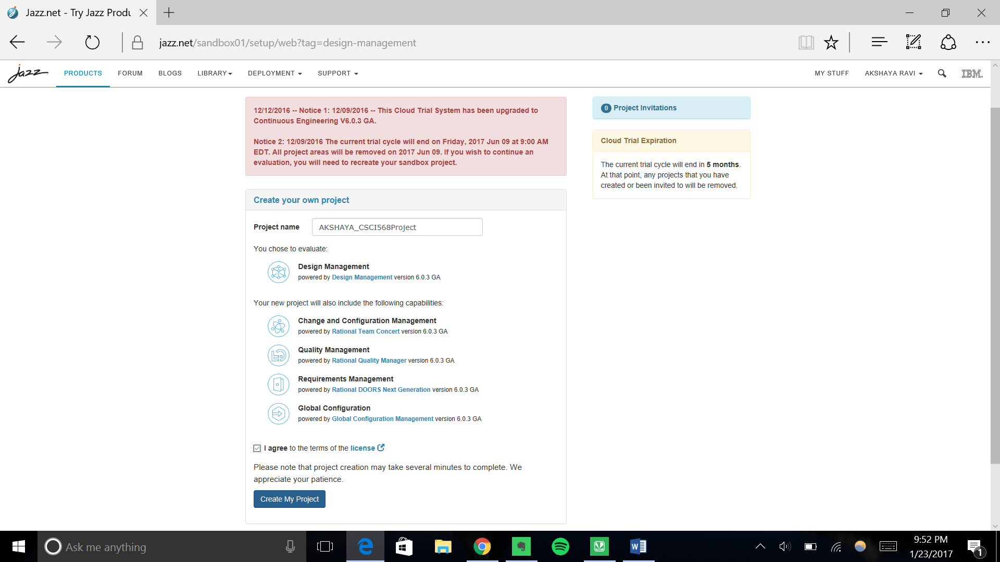 Jazz.net - Try Jazz Produ
jazz.net/sandbox01/setup/web?tag=design-management
jazz
PRODUCTS
FORUM
BLOGS
LIBRARY
DEPLOYMENT
SUPPORT
MY STUFF
AKSHAYA RAVI
IBM.
12/12/2016 -- Notice 1: 12/09/2016 -- This Cloud Trial System has been upgraded to
Continuous Engineering V6.0.3 GA.
Notice 2: 12/09/2016 The current trial cycle will end on Friday, 2017 Jun 09 at 9:00 AM
EDT. All project areas will be removed on 2017 Jun 09. If you wish to continue an
evaluation, you will need to recreate your sandbox project.
0 Project Invitations
Cloud Trial Expiration
The current trial cycle will end in 5 months.
At that point, any projects that you have
created or been invited to will be removed.
Create your own project
Project name
AKSHAYA_CSCI568Project
You chose to evaluate:
Design Management
powered by Design Management version 6.0.3 GA
Your new project will also include the following capabilities:
Change and Configuration Management
powered by Rational Team Concert version 6.0.3 GA
Quality Management
powered by Rational Quality Manager version 6.0.3 GA
Requirements Management
powered by Rational DOORS Next Generation version 6.0.3 GA
Global Configuration
powered by Global Configuration Management version 6.0.3 GA
I agree to the terms of the license
Please note that project creation may take several minutes to complete. We
appreciate your patience.
Create My Project
Ask me anything
9:52 PM
1/23/2017
1